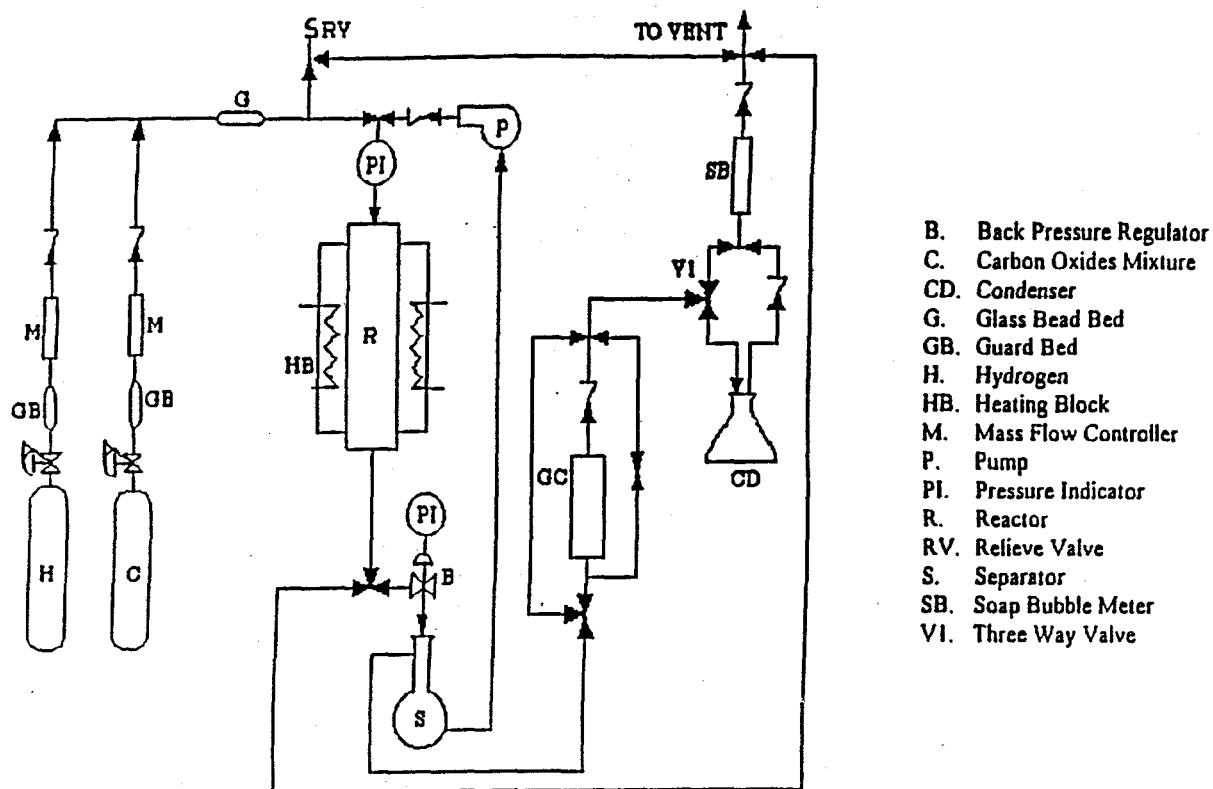 SRV
TO VENT
G
P
PI
SB
M
M
R
V1
HB
GB
GB
GC
CD
PI
H
C
B
S
B. Back Pressure Regulator
C. Carbon Oxides Mixture
CD. Condenser
G. Glass Bead Bed
GB. Guard Bed
H. Hydrogen
HB. Heating Block
M. Mass Flow Controller
P. Pump
PI. Pressure Indicator
R. Reactor
RV. Relieve Valve
S. Separator
SB. Soap Bubble Meter
V1. Three Way Valve